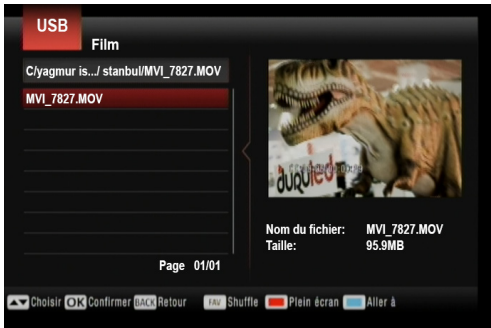 USB
Film
C/yagmur is.../ stanbul/MVI_7827.MOV
MVI_7827.MOV
Page 01/01
Nom du fichier: MVI_7827.MOV
Taille: 95.9MB
Choisir OK Confirmer BACK Retour FAV Shuffle Plein écran Aller à